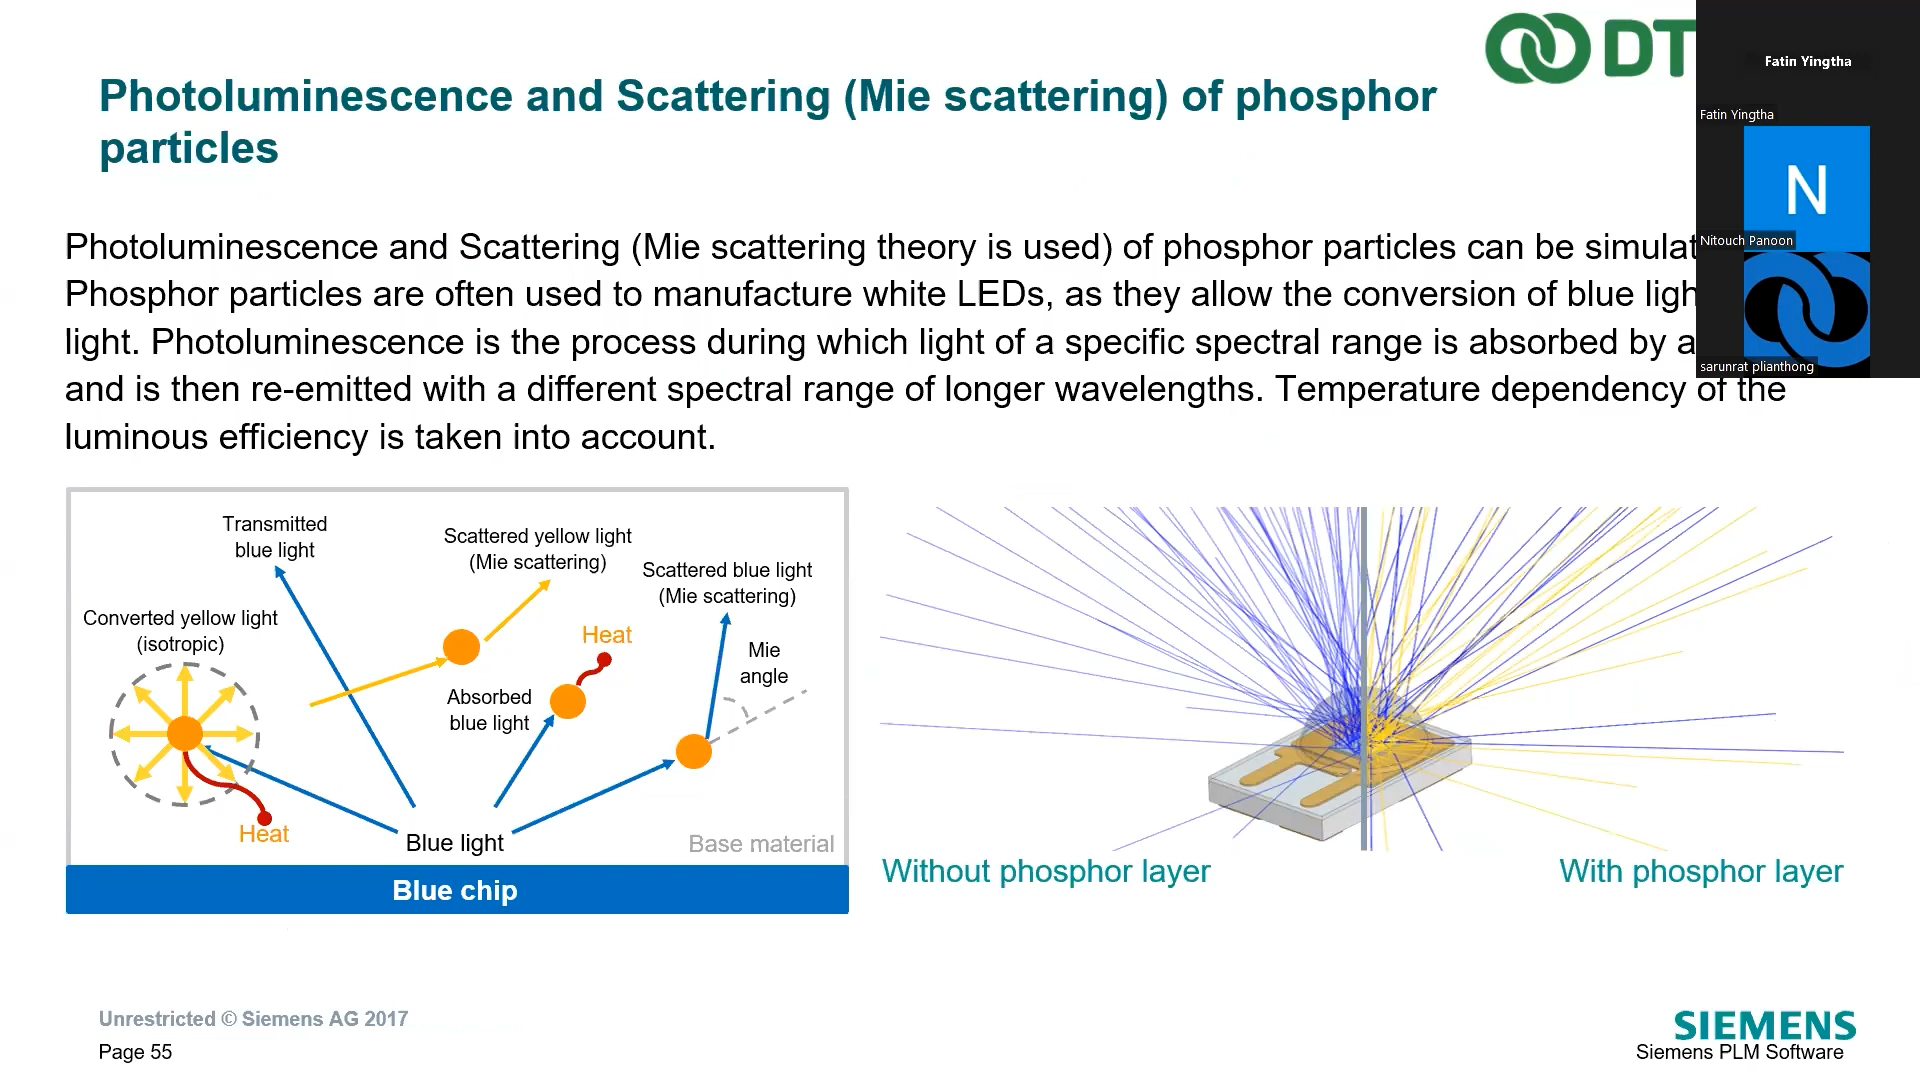 DT
Photoluminescence and Scattering (Mie scattering) of phosphor
particles
Fatin Yingtha
Fatin Yingtha
N
Nitouch Panoon
sarunrat plianthong
Photoluminescence and Scattering (Mie scattering theory is used) of phosphor particles can be
Phosphor particles are often used to manufacture white LEDs, as they allow the conversion of blue
light. Photoluminescence is the process during which light of a specific spectral range is absorbed by a
and is then re-emitted with a different spectral range of longer wavelengths. Temperature dependency of the
luminous efficiency is taken into account.
Transmitted
blue light
Scattered yellow light
(Mie scattering)
Scattered blue light
(Mie scattering)
Converted yellow light
(isotropic)
Heat
Mie
angle
Absorbed
blue light
Heat
Blue light
Base material
Blue chip
Without phosphor layer
With phosphor layer
Unrestricted © Siemens AG 2017
Page 55
SIEMENS
Siemens PLM Software